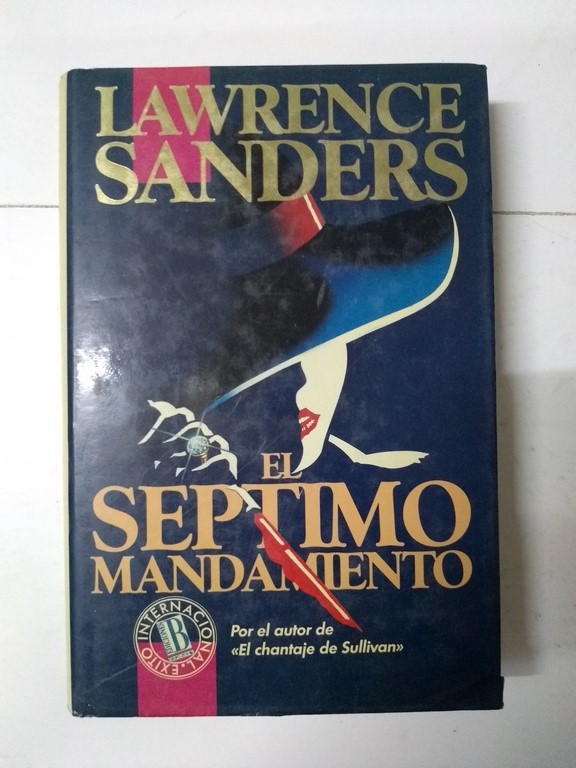 LAWRENCE
SANDERS
EL
SEPTIMO
MANDAMIENTO
EXITO INTERNACIONAL.
B
Por el autor de
«El chantaje de Sullivan»